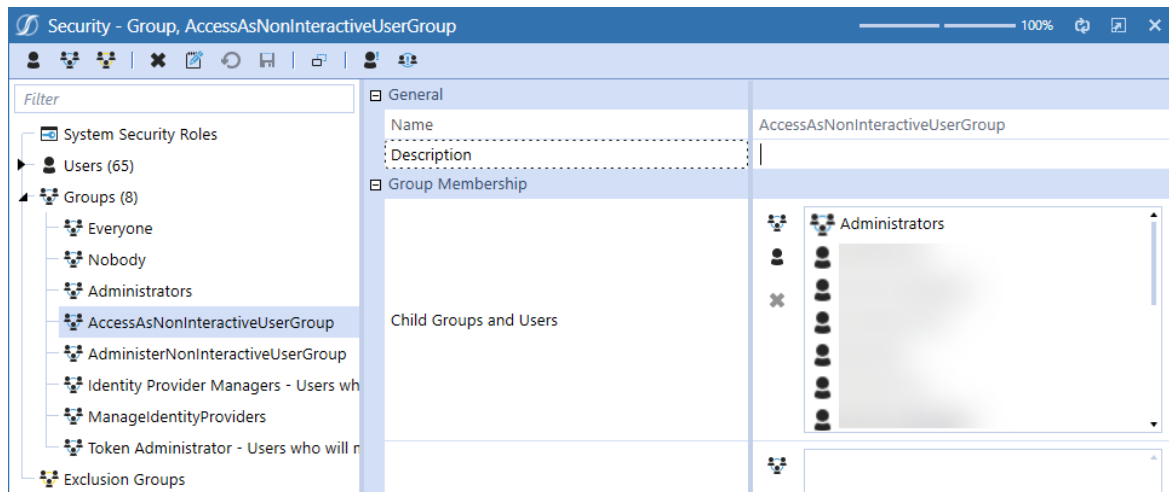 Security - Group, AccessAsNonInteractiveUserGroup
100%
Filter
System Security Roles
Users (65)
Groups (8)
Everyone
Nobody
Administrators
AccessAsNonInteractiveUserGroup
AdministerNonInteractiveUserGroup
Identity Provider Managers - Users wh
ManageIdentityProviders
Token Administrator - Users who will
Exclusion Groups
General
Name
AccessAsNonInteractiveUserGroup
Description
Group Membership
Child Groups and Users
Administrators